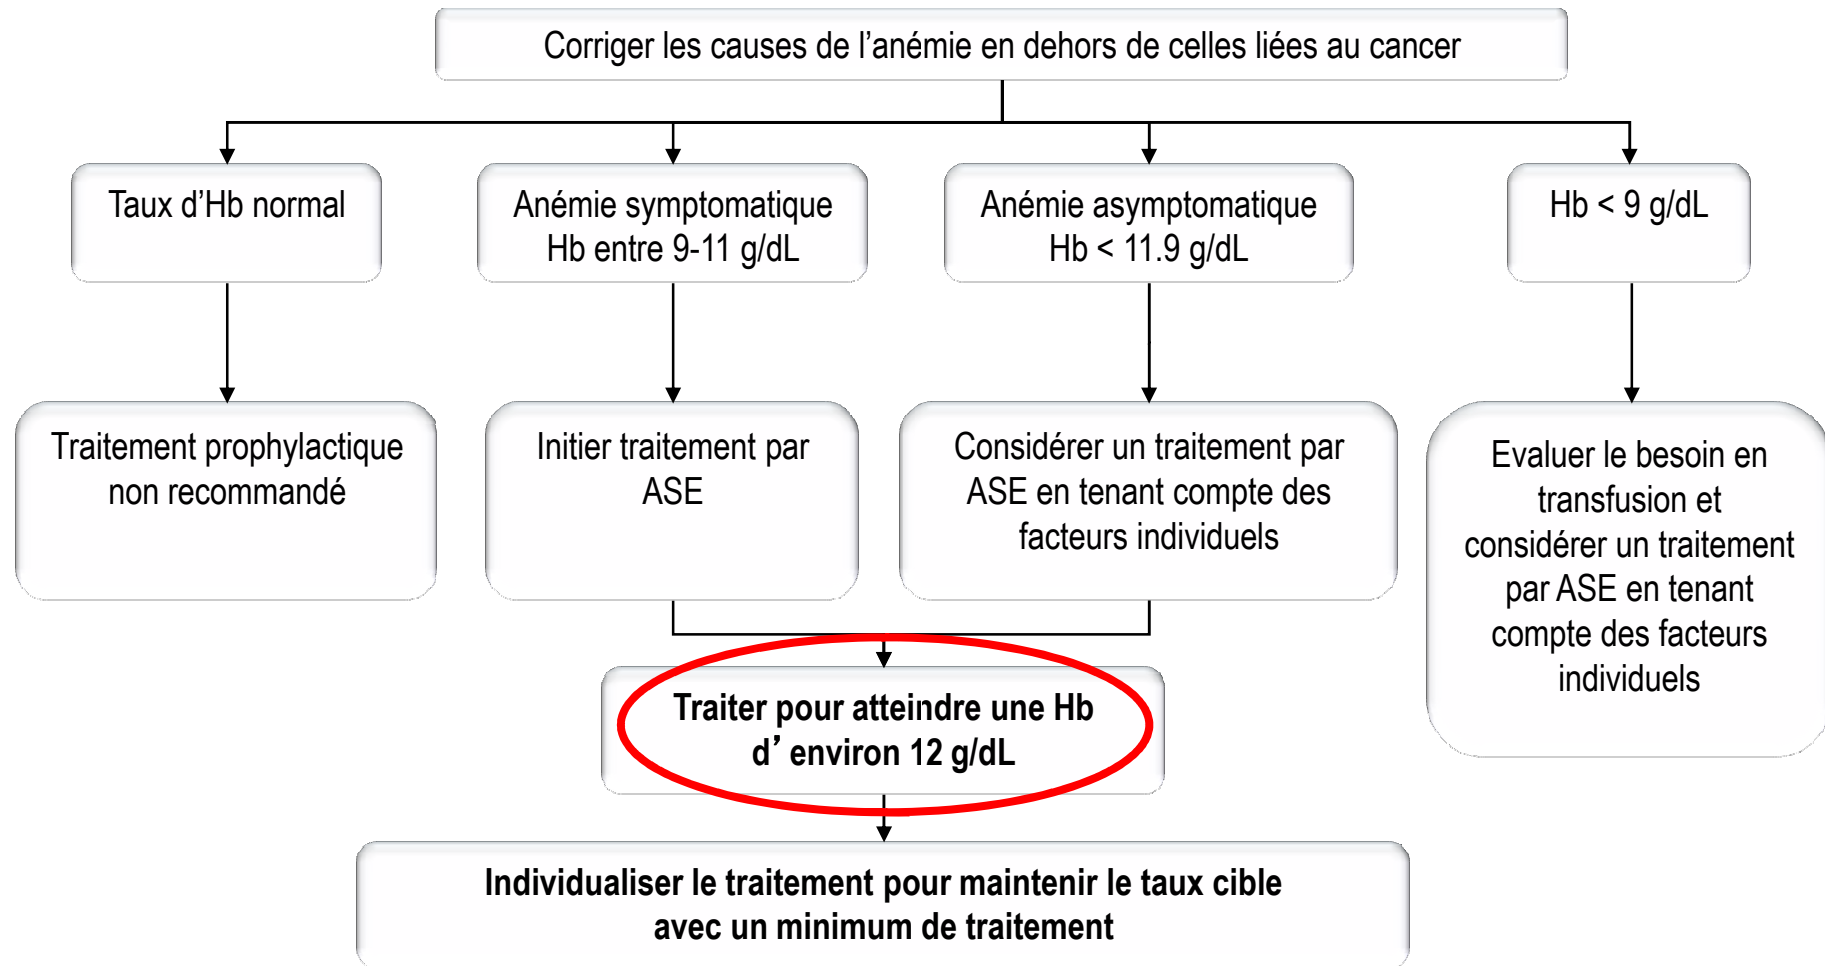 Corriger les causes de l’anémie en dehors de celles liées au cancer
Taux d’Hb normal
Anémie symptomatique
Hb entre 9-11 g/dL
Anémie asymptomatique
Hb < 11.9 g/dL
Hb < 9 g/dL
Traitement prophylactique
non recommandé
Initier traitement par
ASE
Considérer un traitement par
ASE en tenant compte des
facteurs individuels
Evaluer le besoin en
transfusion et
considérer un traitement
par ASE en tenant
compte des facteurs
individuels
Traiter pour atteindre une Hb
d’ environ 12 g/dL
Individualiser le traitement pour maintenir le taux cible
avec un minimum de traitement